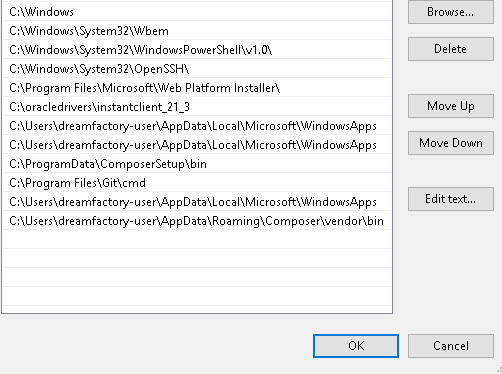 C:\Windows
C:\Windows\System32\Wbem
C:\Windows\System32\WindowsPowerShell\v1.0\
C:\Windows\System32\OpenSSH\
C:\Program Files\Microsoft\Web Platform Installer\
C:\oracledrivers\instantclient_21_3
C:\Users\dreamfactory-user\AppData\Local\Microsoft\WindowsApps
C:\Users\dreamfactory-user\AppData\Local\Microsoft\WindowsApps
C:\ProgramData\ComposerSetup\bin
C:\Program Files\Git\cmd
C:\Users\dreamfactory-user\AppData\Local\Microsoft\WindowsApps
C:\Users\dreamfactory-user\AppData\Roaming\Composer\vendor\bin
Browse...
Delete
Move Up
Move Down
Edit text...
OK
Cancel